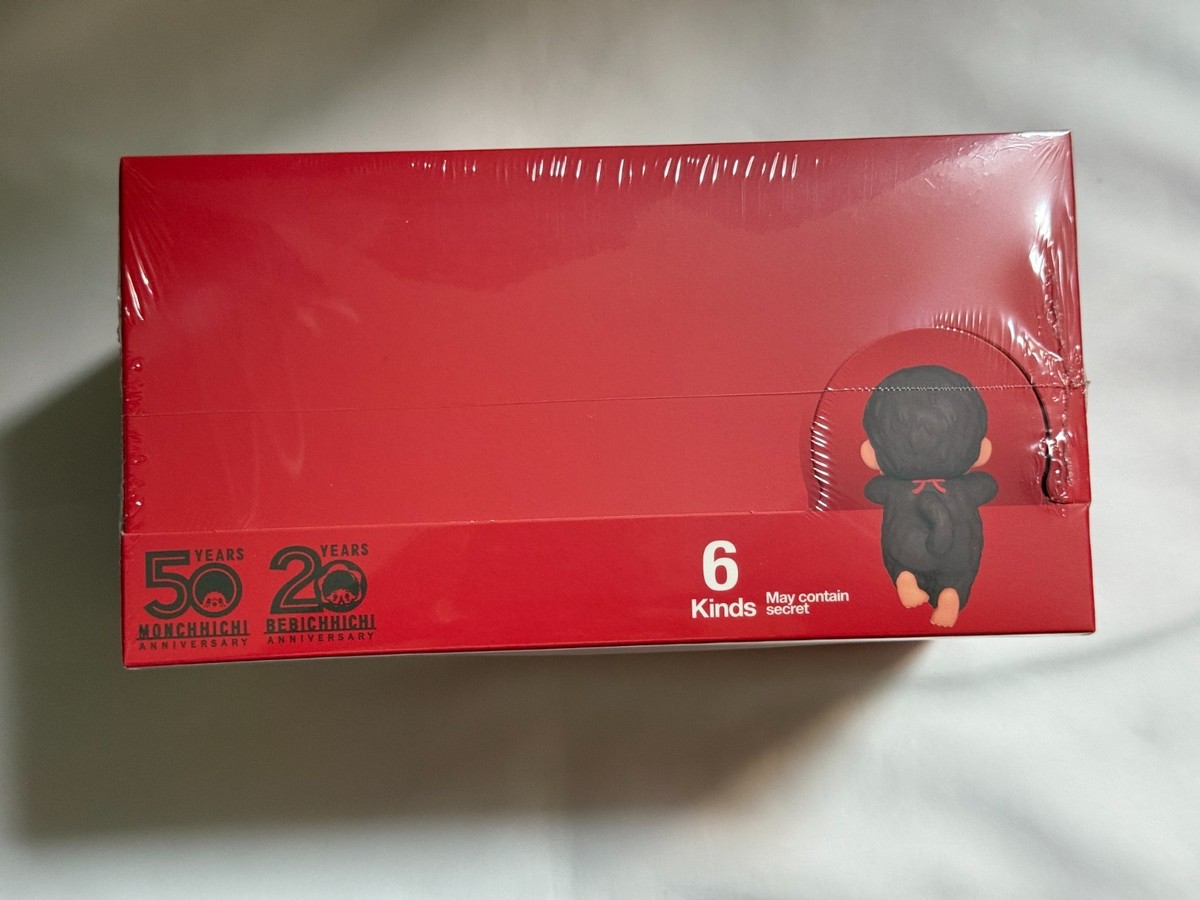 50 YEARS
MONCHHICHI
ANNIVERSARY
20 YEARS
BEBICHHICHI
ANNIVERSARY
6
Kinds
May contain
secret